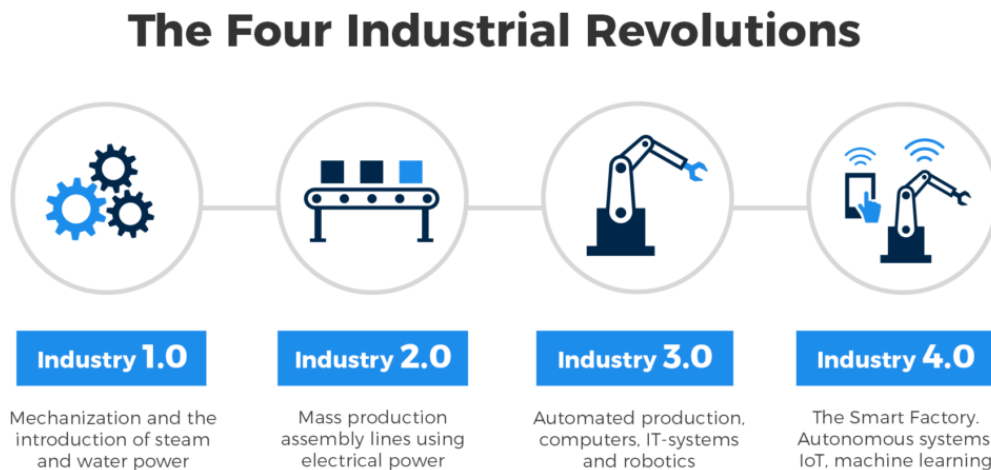 The Four Industrial Revolutions
Industry 1.0
Mechanization and the
introduction of steam
and water power
Industry 2.0
Mass production
assembly lines using
electrical power
Industry 3.0
Automated production,
computers, IT-systems
and robotics
Industry 4.0
The Smart Factory.
Autonomous systems
IoT, machine learning